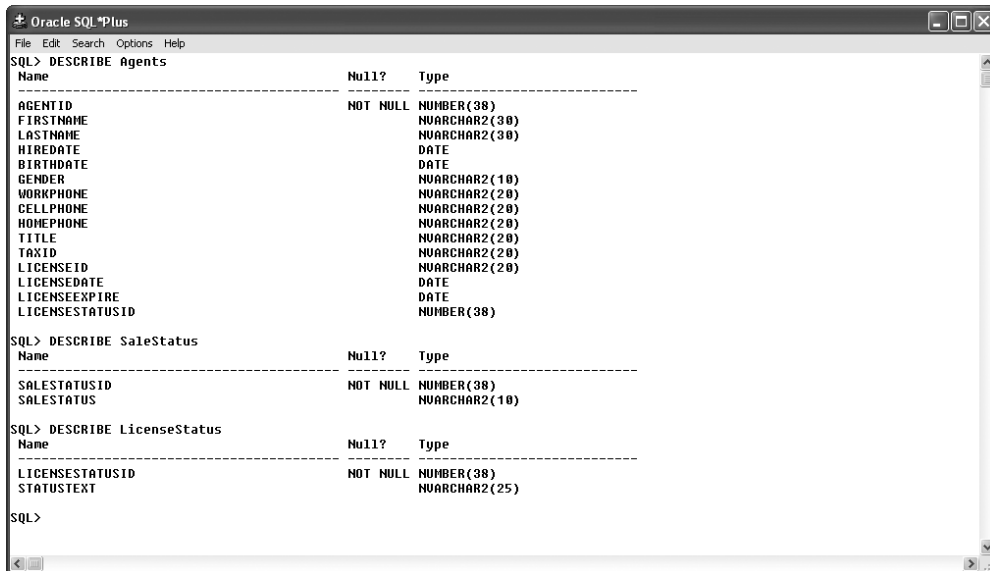 Oracle SQL*Plus
File Edit Search Options Help
SQL> DESCRIBE Agents
Name Null? Type
----------------------------------------- -------- ----------------------------
AGENTID NOT NULL NUMBER(38)
FIRSTNAME NVARCHAR2(30)
LASTNAME NVARCHAR2(30)
HIREDATE DATE
BIRTHDATE DATE
GENDER NVARCHAR2(10)
WORKPHONE NVARCHAR2(20)
CELLPHONE NVARCHAR2(20)
HOMEPHONE NVARCHAR2(20)
TITLE NVARCHAR2(20)
TAXID NVARCHAR2(20)
LICENSEID NVARCHAR2(20)
LICENSEDATE DATE
LICENSEEXPIRE DATE
LICENSESTATUSID NUMBER(38)
SQL> DESCRIBE SaleStatus
Name Null? Type
----------------------------------------- -------- ----------------------------
SALESTATUSID NOT NULL NUMBER(38)
SALESTATUS NVARCHAR2(10)
SQL> DESCRIBE LicenseStatus
Name Null? Type
----------------------------------------- -------- ----------------------------
LICENSESTATUSID NOT NULL NUMBER(38)
STATUSTEXT NVARCHAR2(25)
SQL>